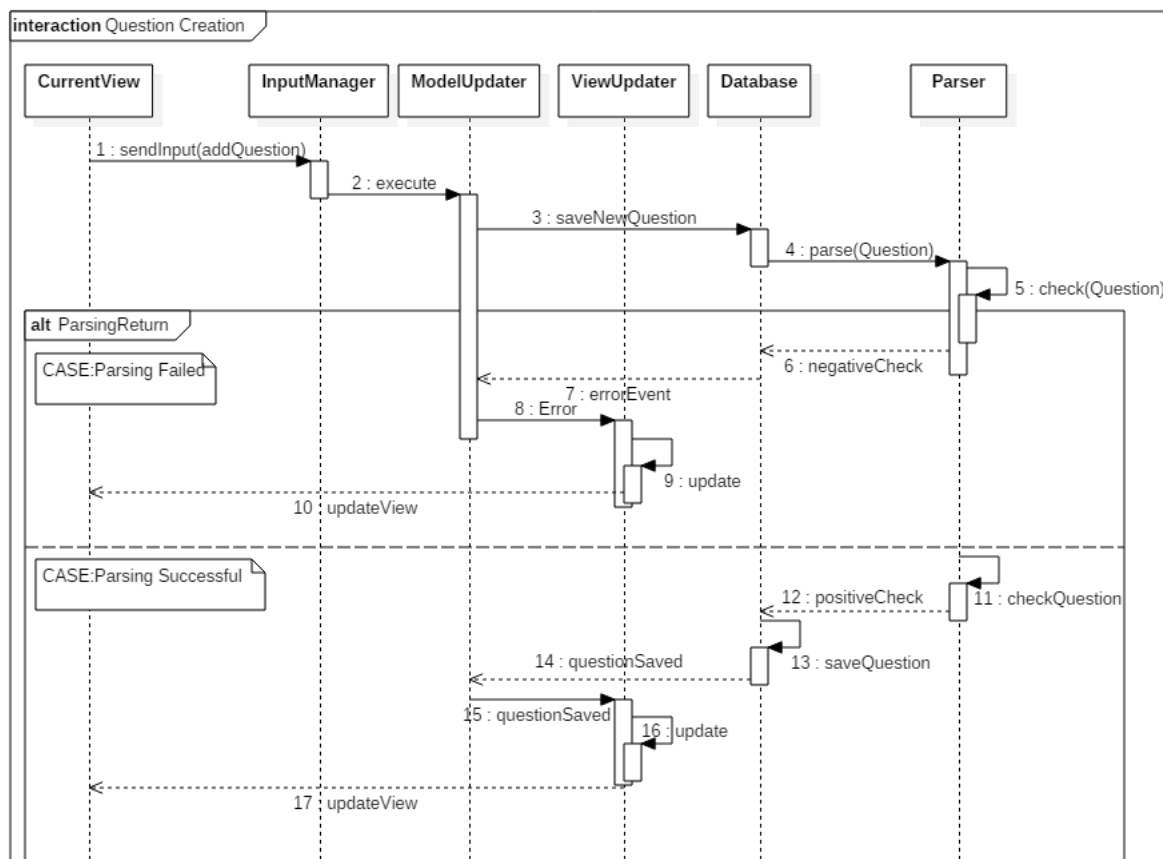 interaction Question Creation
CurrentView
InputManager
ModelUpdater
ViewUpdater
Database
Parser
1 : sendInput(addQuestion)
2 : execute
3 : saveNewQuestion
4 : parse(Question)
5 : check(Question)
alt ParsingReturn
CASE:Parsing Failed
6 : negativeCheck
7 : errorEvent
8 : Error
9 : update
10 : updateView
CASE:Parsing Successful
11 : checkQuestion
12 : positiveCheck
13 : saveQuestion
14 : questionSaved
15 : questionSaved
16 : update
17 : updateView